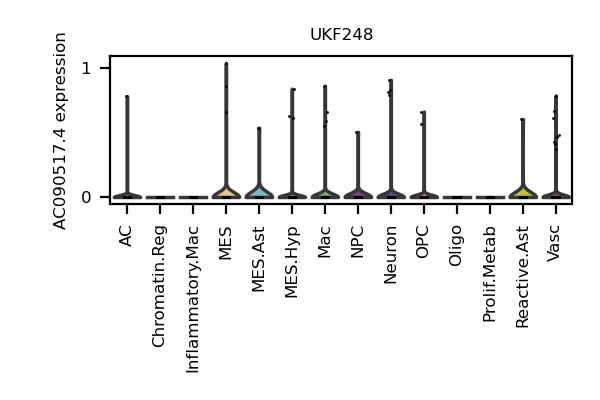 UKF248
AC090517.4 expression
1
0
AC
Chromatin.Reg
Inflammatory.Mac
MES
MES.Ast
MES.Hyp
Mac
NPC
Neuron
OPC
Oligo
Prolif.Metab
Reactive.Ast
Vasc